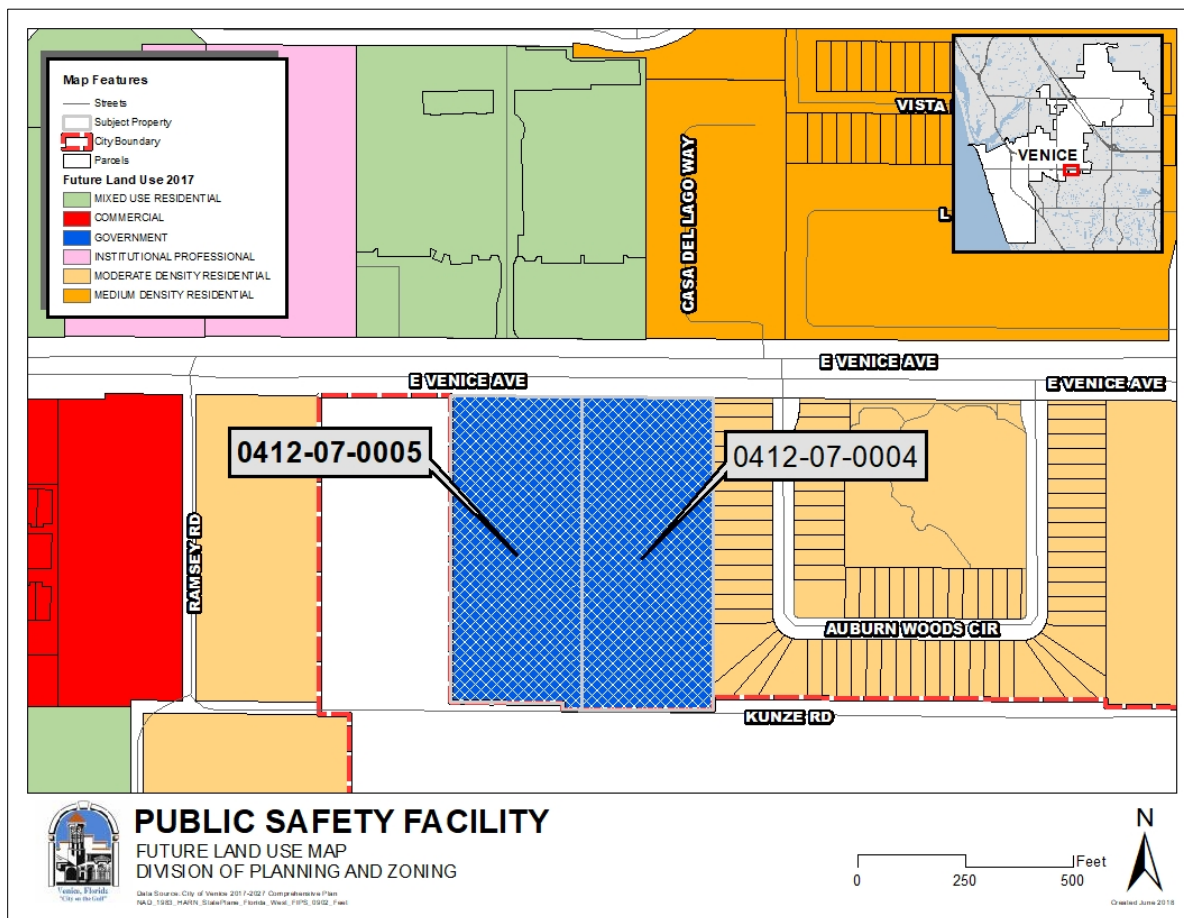 Map Features
Streets
Subject Property
City Boundary
Parcels
Future Land Use 2017
MIXED USE RESIDENTIAL
COMMERCIAL
GOVERNMENT
INSTITUTIONAL PROFESSIONAL
MODERATE DENSITY RESIDENTIAL
MEDIUM DENSITY RESIDENTIAL
VISTA
VENICE
L
CASA DEL LAGO WAY
E VENICE AVE
E VENICE AVE
E VENICE AVE
0412-07-0005
0412-07-0004
RAMSEY RD
AUBURN WOODS CIR
KUNZE RD
PUBLIC SAFETY FACILITY
FUTURE LAND USE MAP
DIVISION OF PLANNING AND ZONING
Data Source: City of Venice 2017-2027 Comprehensive Plan
NAD_1983_HARN_StatePlane_Florida_West_FIPS_0902_Feet
Venice, Florida
"City on the Gulf"
Feet
0 250 500
N
Created June 2018